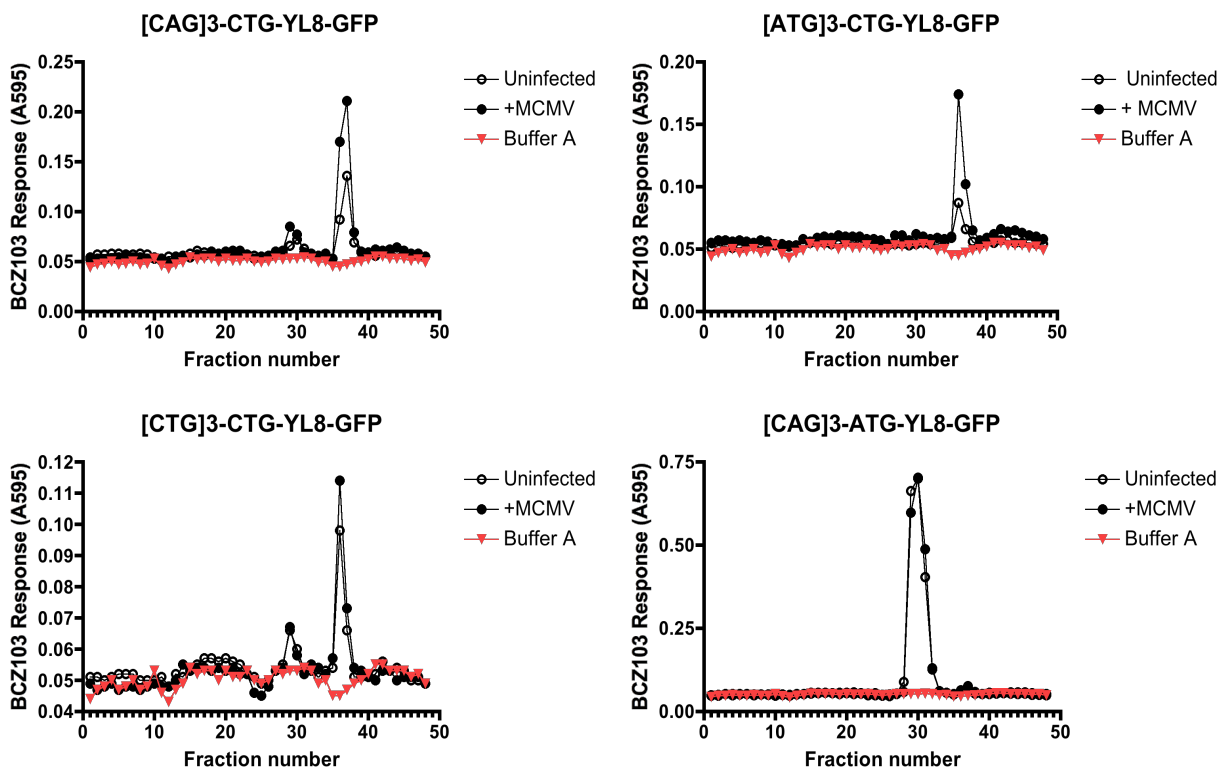 [CAG]3-CTG-YL8-GFP
BCZ103 Response (A595)
0.25
0.20
0.15
0.10
0.05
0.00
0 10 20 30 40 50
Fraction number
Uninfected
+MCMV
Buffer A
[ATG]3-CTG-YL8-GFP
BCZ103 Response (A595)
0.20
0.15
0.10
0.05
0.00
0 10 20 30 40 50
Fraction number
Uninfected
+ MCMV
Buffer A
[CTG]3-CTG-YL8-GFP
BCZ103 Response (A595)
0.12
0.11
0.10
0.09
0.08
0.07
0.06
0.05
0.04
0 10 20 30 40 50
Fraction number
Uninfected
+MCMV
Buffer A
[CAG]3-ATG-YL8-GFP
BCZ103 Response (A595)
0.75
0.50
0.25
0.00
0 10 20 30 40 50
Fraction number
Uninfected
+MCMV
Buffer A